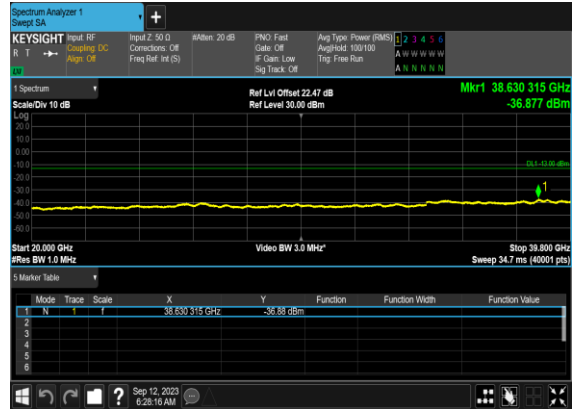 Spectrum Analyzer 1
Swept SA
+
KEYSIGHT Input: RF Input Z: 50 Ω #Atten: 20 dB PNO: Fast Avg Type: Power (RMS) 1 2 3 4 5 6
R T Coupling: DC Corrections: Off Gate: Off Avg|Hold: 100/100 A W W W W W
Align: Off Freq Ref: Int (S) IF Gain: Low Trig: Free Run
Sig Track: Off A N N N N N
1 Spectrum Ref Lvl Offset 22.47 dB Mkr1 38.630 315 GHz
Scale/Div 10 dB Ref Level 30.00 dBm -36.877 dBm
Log
20.0
10.0
0.00
-10.0 DL1 -13.00 dBm
-20.0
-30.0 1
-40.0
-50.0
-60.0
Start 20.000 GHz Video BW 3.0 MHz* Stop 39.800 GHz
#Res BW 1.0 MHz Sweep 34.7 ms (40001 pts)
5 Marker Table
Mode Trace Scale X Y Function Function Width Function Value
1 N 1 f 38.630 315 GHz -36.88 dBm
2
3
4
5
6
? Sep 12, 2023
6:28:16 AM